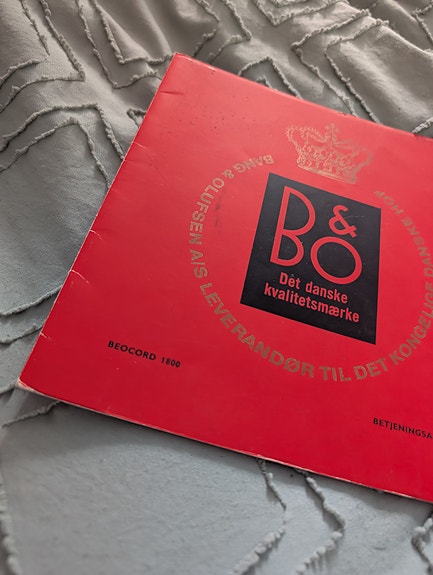 BANG & OLUFSEN A/S LEVERANDØR TIL DET KONGELIGE DANSKE HOF
B&O
Dét danske
kvalitetsmærke
BEOCORD 1800
BETJENINGSA